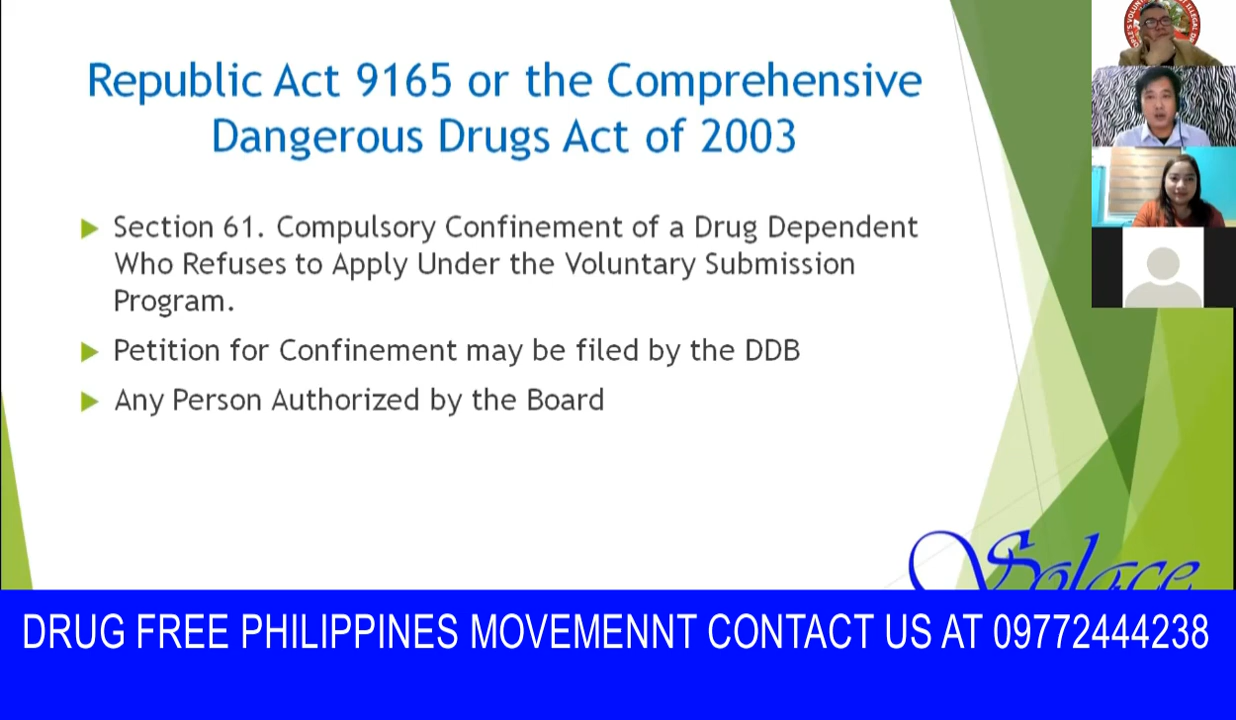 Republic Act 9165 or the Comprehensive
Dangerous Drugs Act of 2003
Section 61. Compulsory Confinement of a Drug Dependent
Who Refuses to Apply Under the Voluntary Submission
Program.
Petition for Confinement may be filed by the DDB
Any Person Authorized by the Board
Solace
DRUG FREE PHILIPPINES MOVEMENNT CONTACT US AT 09772444238